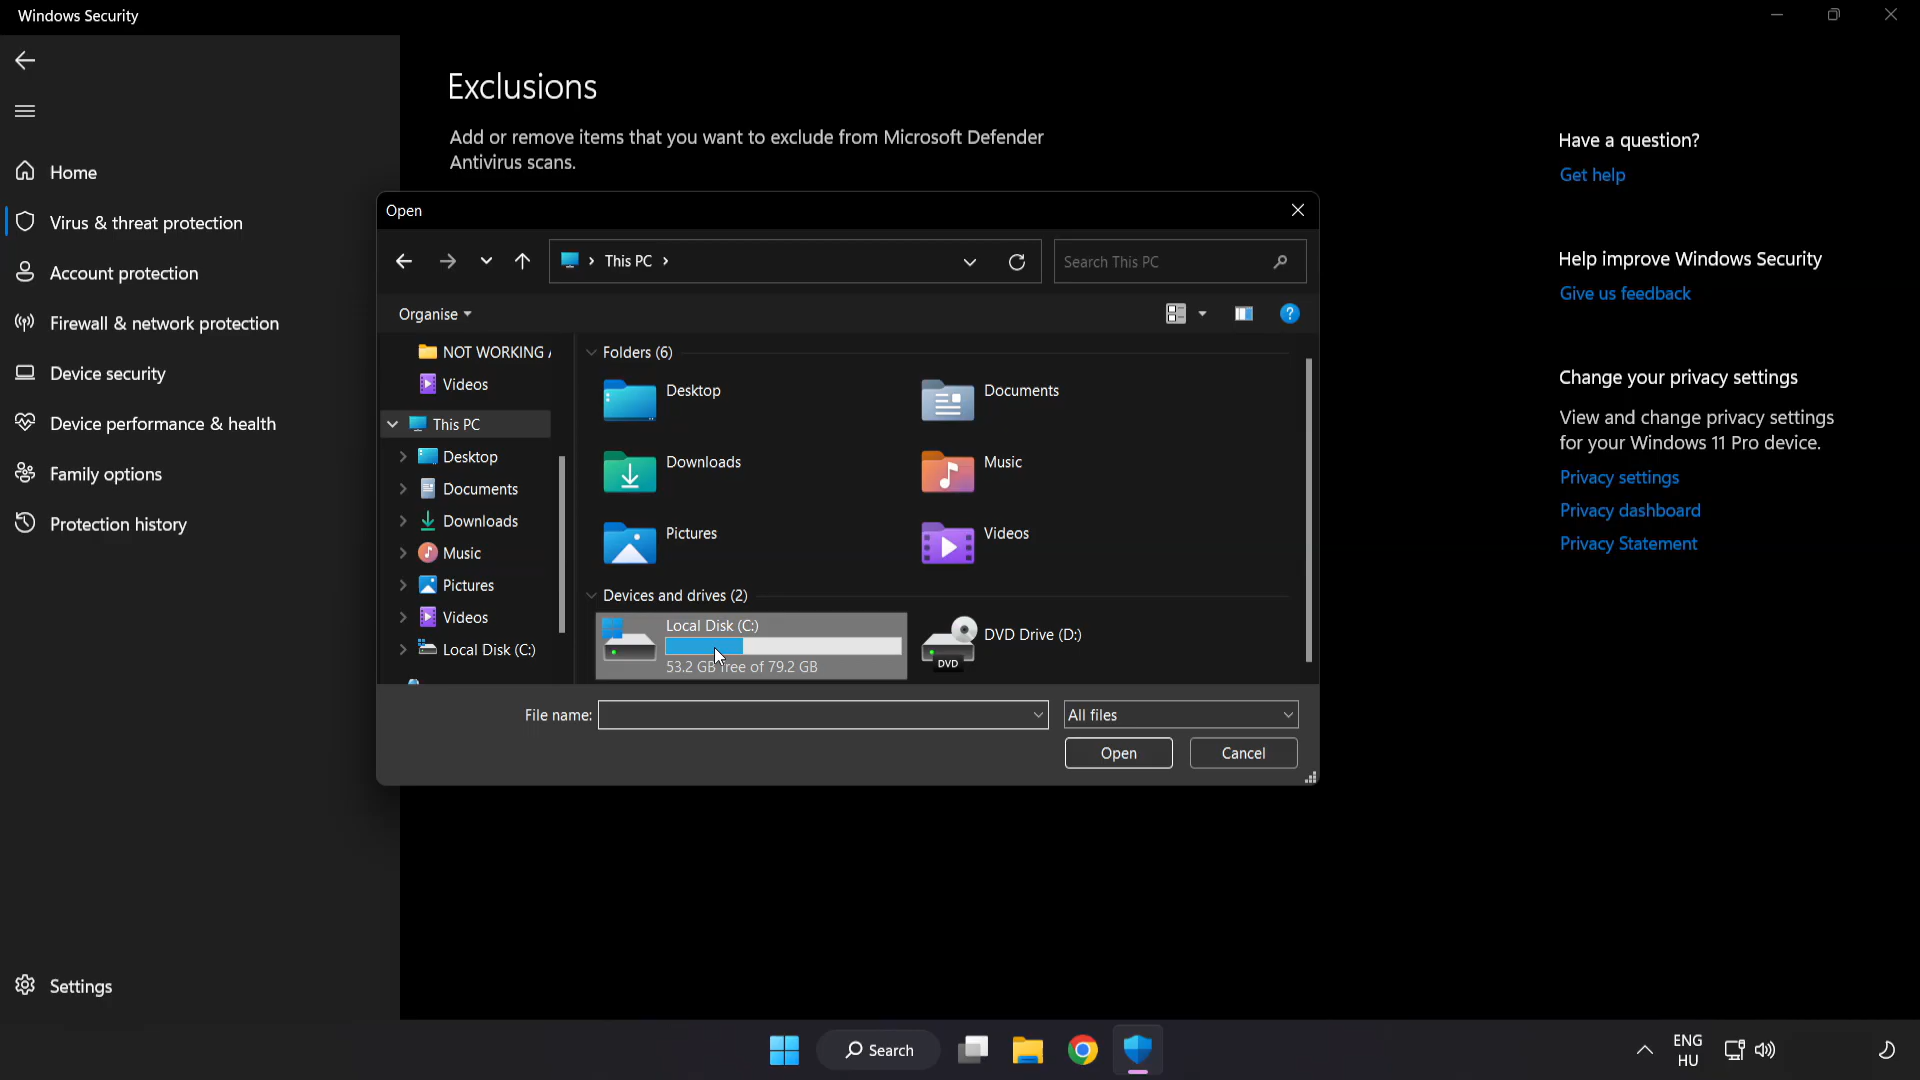 Windows Security
Home
Virus & threat protection
Account protection
Firewall & network protection
Device security
Device performance & health
Family options
Protection history
Settings
Exclusions
Add or remove items that you want to exclude from Microsoft Defender
Antivirus scans.
Have a question?
Get help
Help improve Windows Security
Give us feedback
Change your privacy settings
View and change privacy settings
for your Windows 11 Pro device.
Privacy settings
Privacy dashboard
Privacy Statement
Open
This PC
Search This PC
Organise
NOT WORKING
Videos
This PC
Desktop
Documents
Downloads
Music
Pictures
Videos
Local Disk (C:)
Folders (6)
Desktop
Documents
Downloads
Music
Pictures
Videos
Devices and drives (2)
Local Disk (C:)
53.2 GB free of 79.2 GB
DVD Drive (D:)
DVD
File name:
All files
Open
Cancel
Search
ENG
HU